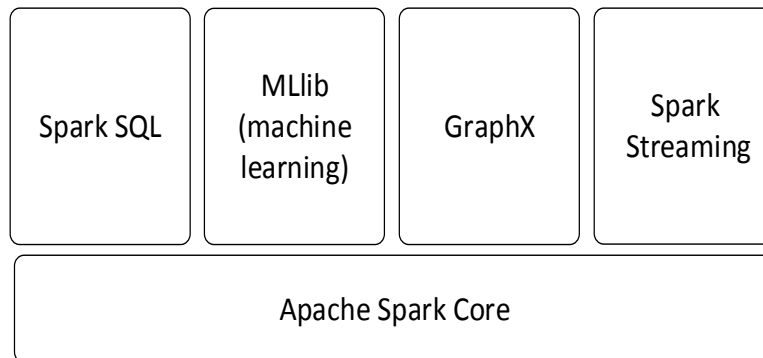 Spark SQL
MLlib
(machine
learning)
GraphX
Spark
Streaming
Apache Spark Core